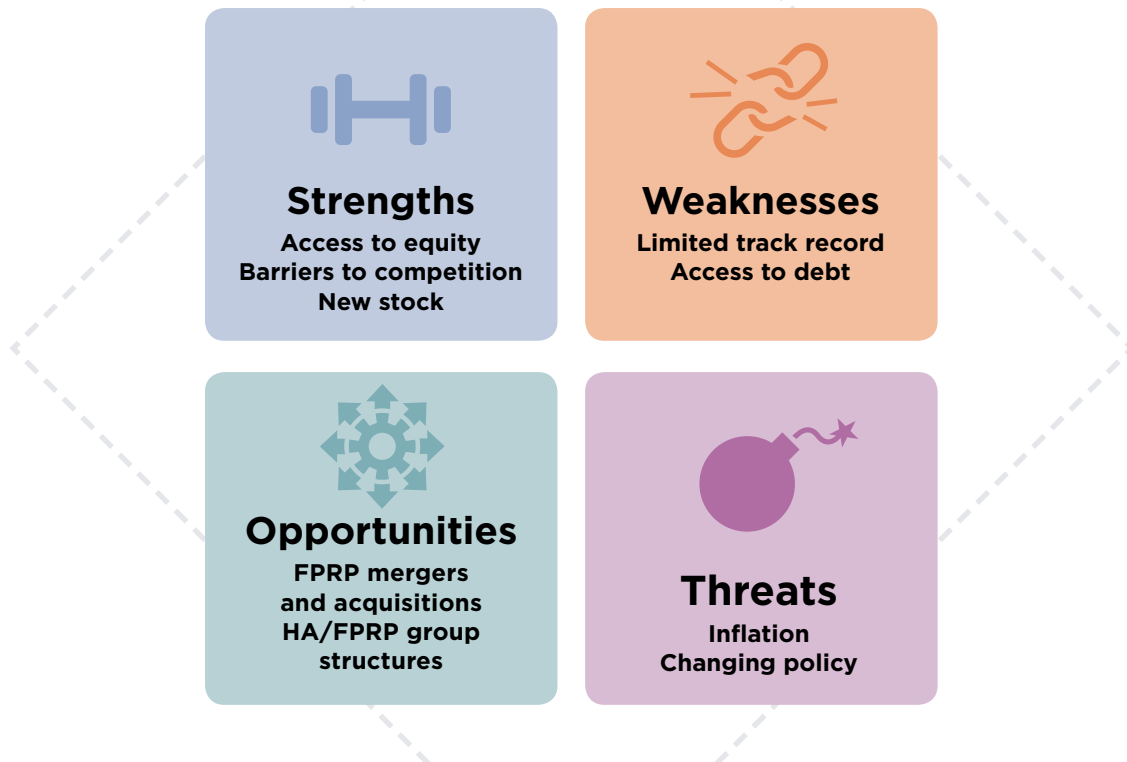 Strengths
Access to equity
Barriers to competition
New stock
Weaknesses
Limited track record
Access to debt
Opportunities
FPRP mergers
and acquisitions
HA/FPRP group
structures
Threats
Inflation
Changing policy